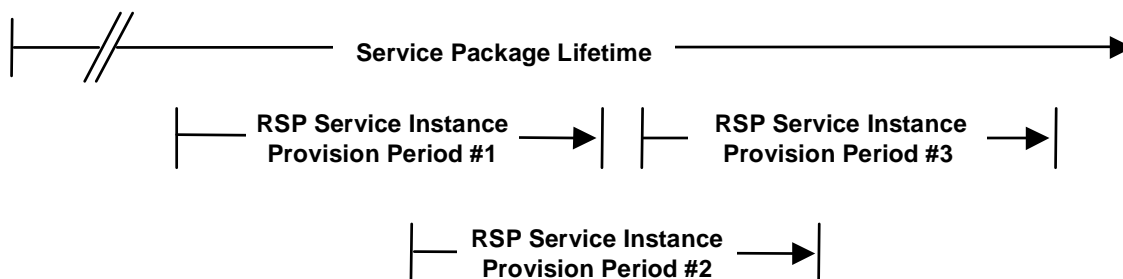 Service Package Lifetime
RSP Service Instance
Provision Period #1
RSP Service Instance
Provision Period #3
RSP Service Instance
Provision Period #2